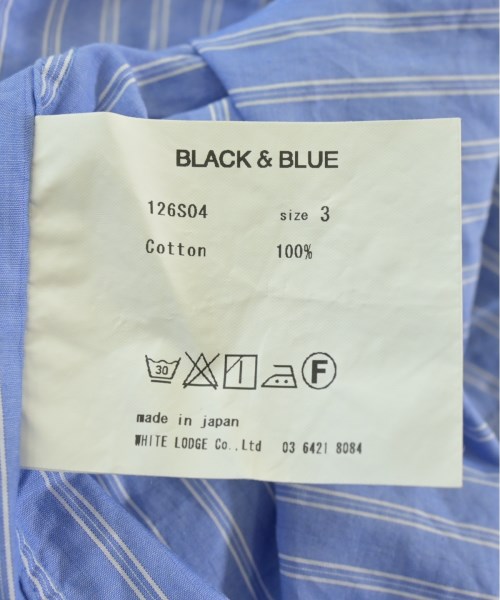 BLACK & BLUE
126S04 size 3
Cotton 100%
30 F
made in japan
WHITE LODGE Co.,Ltd 03 6421 8084